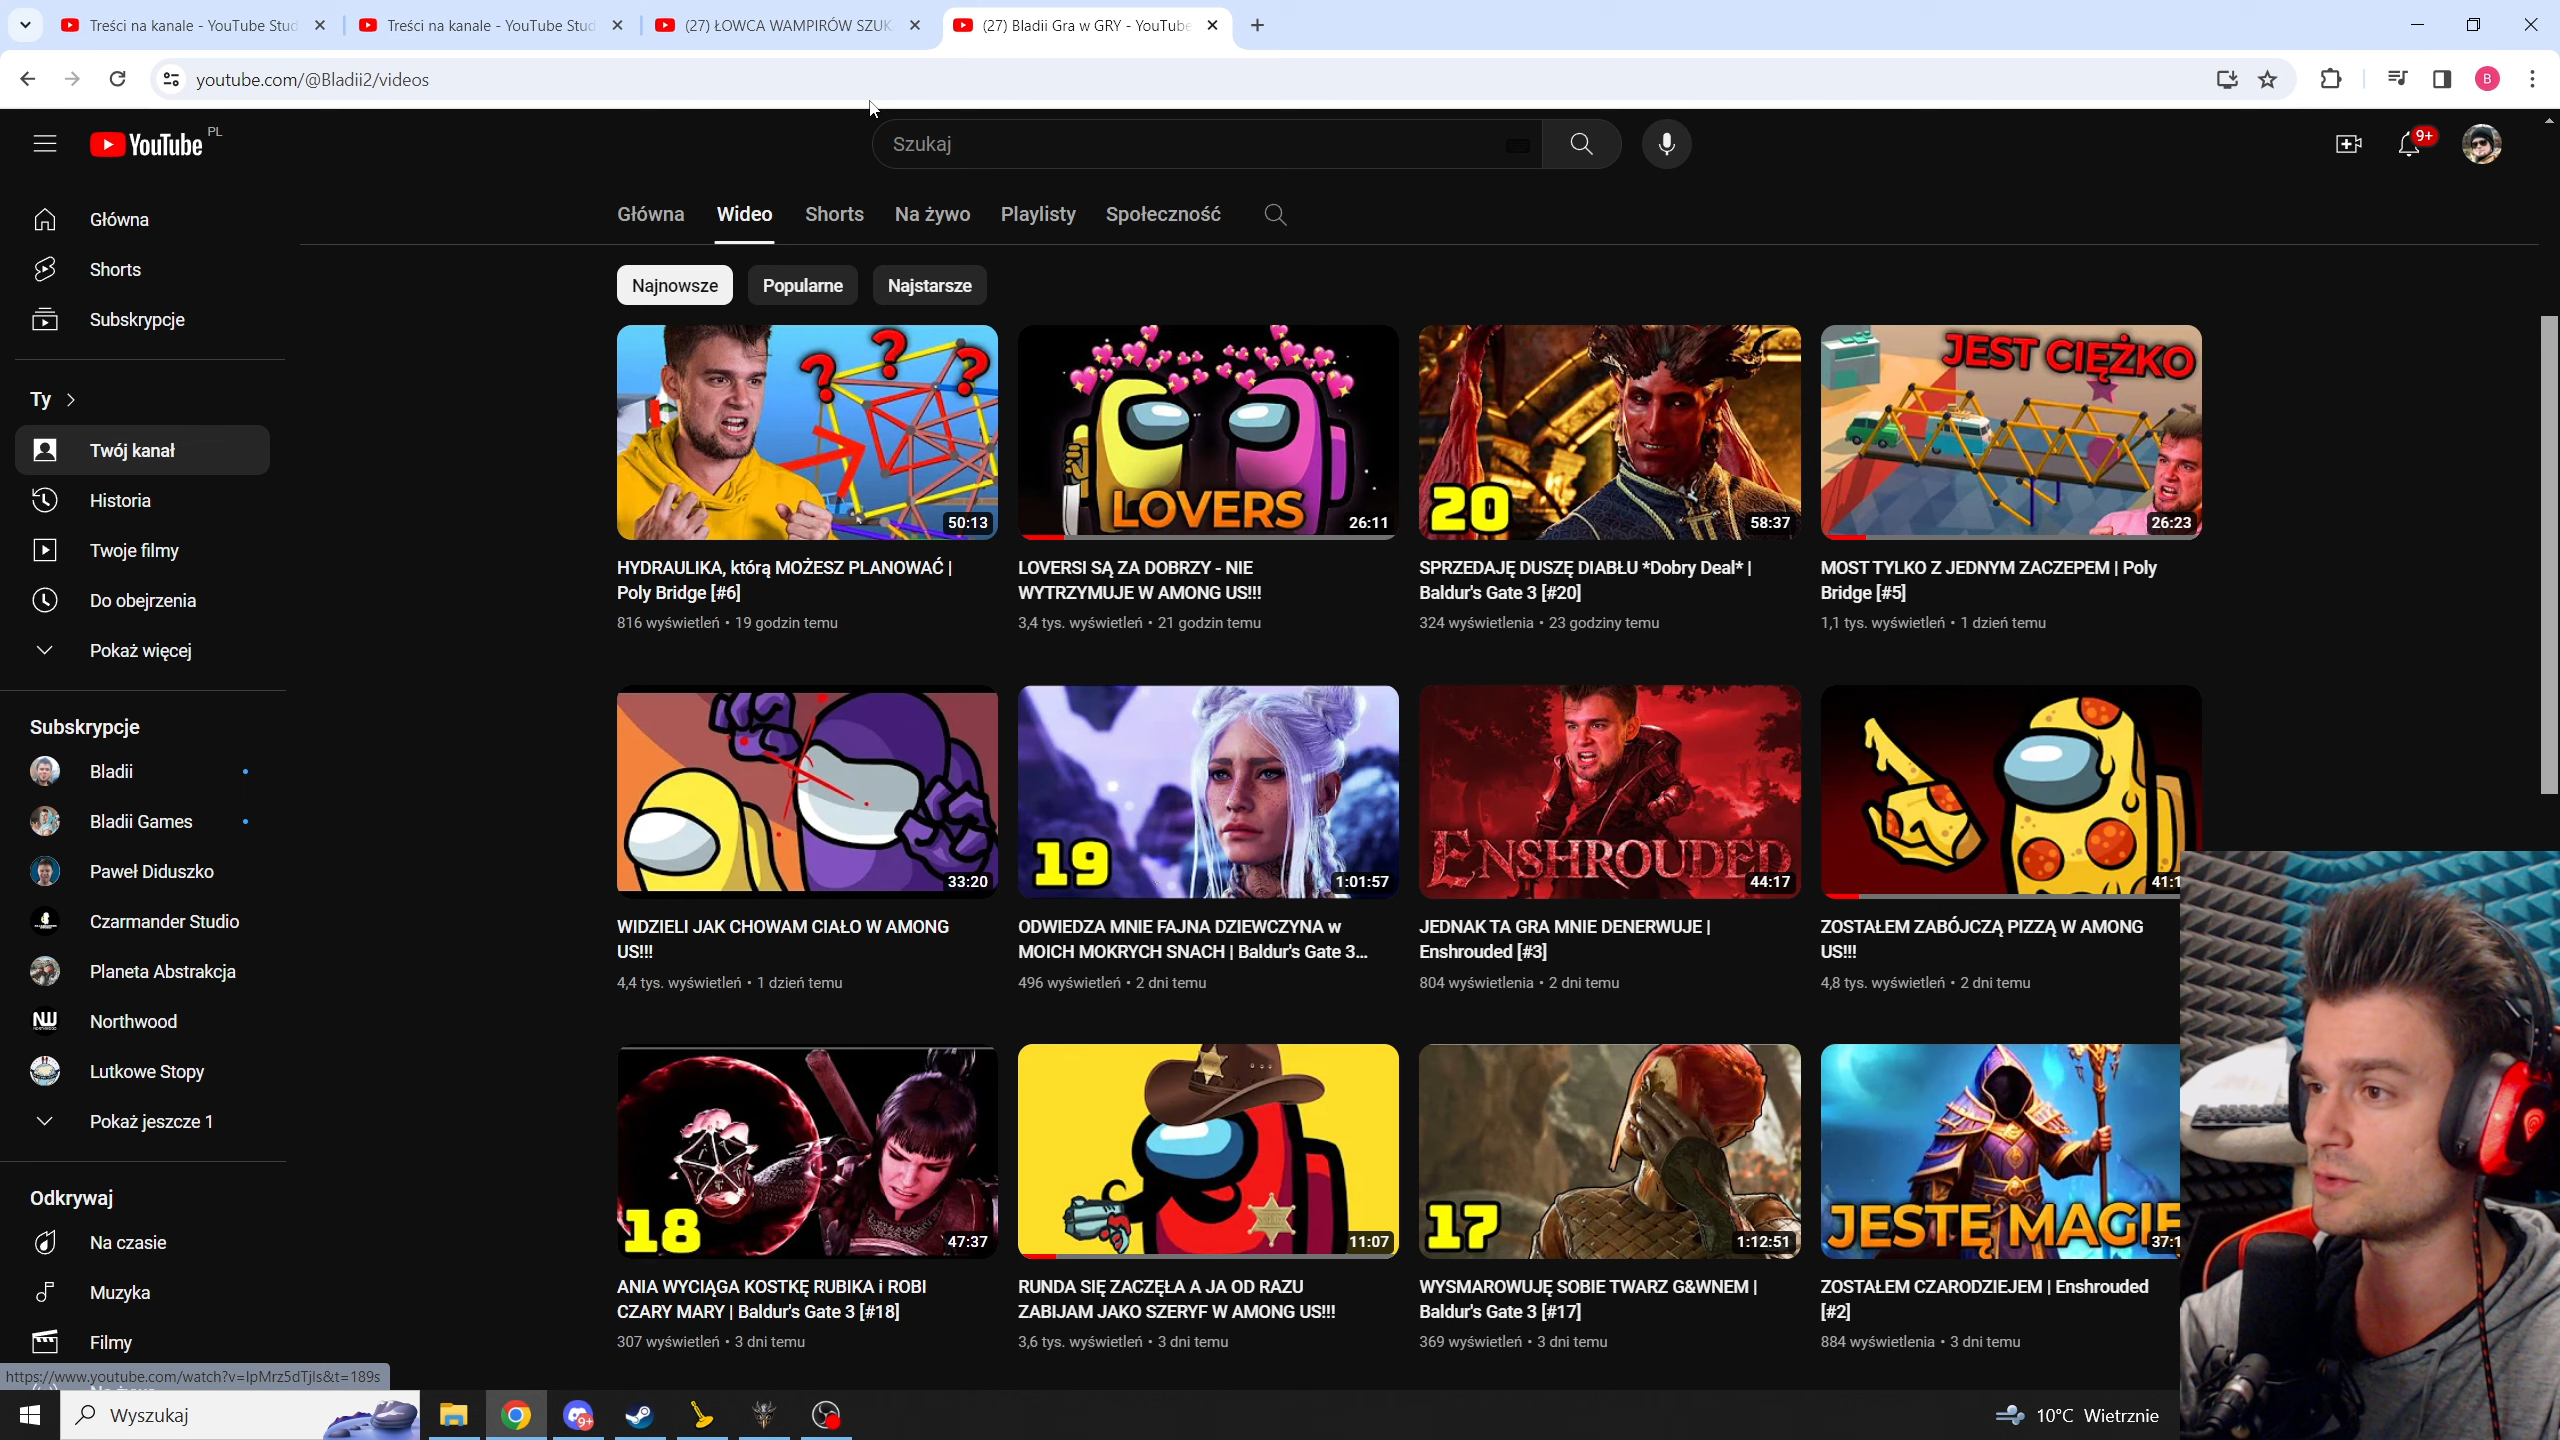 Treści na kanale - YouTube Stud
Treści na kanale - YouTube Stud
(27) ŁOWCA WAMPIRÓW SZUK
(27) Bladii Gra w GRY - YouTube
youtube.com/@Bladii2/videos
B
YouTube PL
Szukaj
9+
Główna
Shorts
Subskrypcje
Ty
Twój kanał
Historia
Twoje filmy
Do obejrzenia
Pokaż więcej
Subskrypcje
Bladii
Bladii Games
Paweł Diduszko
Czarmander Studio
Planeta Abstrakcja
Northwood
Lutkowe Stopy
Pokaż jeszcze 1
Odkrywaj
Na czasie
Muzyka
Filmy
https://www.youtube.com/watch?v=lpMrz5dTjls&t=189s
Główna
Wideo
Shorts
Na żywo
Playlisty
Społeczność
Najnowsze
Popularne
Najstarsze
???
50:13
HYDRAULIKA, którą MOŻESZ PLANOWAĆ |
Poly Bridge [#6]
816 wyświetleń • 19 godzin temu
LOVERS
26:11
LOVERSI SĄ ZA DOBRZY - NIE
WYTRZYMUJE W AMONG US!!!
3,4 tys. wyświetleń • 21 godzin temu
20
58:37
SPRZEDAJĘ DUSZĘ DIABŁU *Dobry Deal* |
Baldur's Gate 3 [#20]
324 wyświetlenia • 23 godziny temu
JEST CIĘŻKO
26:23
MOST TYLKO Z JEDNYM ZACZEPEM | Poly
Bridge [#5]
1,1 tys. wyświetleń • 1 dzień temu
33:20
WIDZIELI JAK CHOWAM CIAŁO W AMONG
US!!!
4,4 tys. wyświetleń • 1 dzień temu
19
1:01:57
ODWIEDZA MNIE FAJNA DZIEWCZYNA w
MOICH MOKRYCH SNACH | Baldur's Gate 3...
496 wyświetleń • 2 dni temu
ENSHROUDED
44:17
JEDNAK TA GRA MNIE DENERWUJE |
Enshrouded [#3]
804 wyświetlenia • 2 dni temu
41:1
ZOSTAŁEM ZABÓJCZĄ PIZZĄ W AMONG
US!!!
4,8 tys. wyświetleń • 2 dni temu
18
47:37
ANIA WYCIĄGA KOSTKĘ RUBIKA i ROBI
CZARY MARY | Baldur's Gate 3 [#18]
307 wyświetleń • 3 dni temu
11:07
RUNDA SIĘ ZACZĘŁA A JA OD RAZU
ZABIJAM JAKO SZERYF W AMONG US!!!
3,6 tys. wyświetleń • 3 dni temu
17
1:12:51
WYSMAROWUJĘ SOBIE TWARZ G&WNEM |
Baldur's Gate 3 [#17]
369 wyświetleń • 3 dni temu
JESTĘ MAGIE
37:1
ZOSTAŁEM CZARODZIEJEM | Enshrouded
[#2]
884 wyświetlenia • 3 dni temu
Wyszukaj
9+
10°C Wietrznie